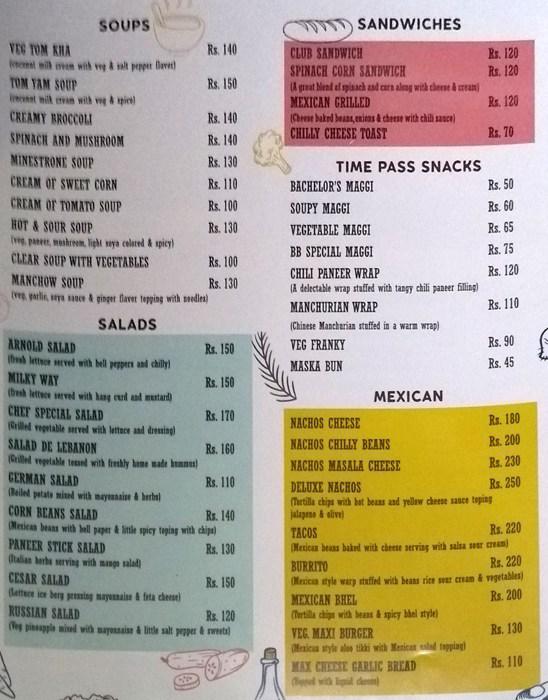 SOUPS
VEG TOM KHA Rs. 140
(coconut milk cream with veg & salt pepper flaver)
TOM YAM SOUP Rs. 150
(coconut milk cream with veg & spice)
CREAMY BROCCOLI Rs. 140
SPINACH AND MUSHROOM Rs. 140
MINESTRONE SOUP Rs. 130
CREAM OF SWEET CORN Rs. 110
CREAM OF TOMATO SOUP Rs. 100
HOT & SOUR SOUP Rs. 130
(veg, paneer, mushroom, light soya colored & spicy)
CLEAR SOUP WITH VEGETABLES Rs. 100
MANCHOW SOUP Rs. 130
(veg, garlic, soya sauce & ginger flaver topping with noodles)
SALADS
ARNOLD SALAD Rs. 150
(fresh lettuce served with bell peppers and chilly)
MILKY WAY Rs. 150
(fresh lettuce served with hang curd and mustard)
CHEF SPECIAL SALAD Rs. 170
(Grilled vegetable served with lettuce and dressing)
SALAD DE LEBANON Rs. 160
(Grilled vegetable tossed with freshly home made hummus)
GERMAN SALAD Rs. 110
(Boiled potato mixed with mayonnaise & herbs)
CORN BEANS SALAD Rs. 140
(Mexican beans with bell paper & little spicy toping with chips)
PANEER STICK SALAD Rs. 130
(Italian herbs serving with mango salad)
CESAR SALAD Rs. 150
(Lettuce ice berg pressing mayonnaise & feta cheese)
RUSSIAN SALAD Rs. 120
(Veg pineapple mixed with mayonnaise & little salt pepper & sweets)
SANDWICHES
CLUB SANDWICH Rs. 120
SPINACH CORN SANDWICH Rs. 120
(A great blend of spinach and corn along with cheese & cream)
MEXICAN GRILLED Rs. 120
(Cheese baked beans, onions & cheese with chili sauce)
CHILLY CHEESE TOAST Rs. 70
TIME PASS SNACKS
BACHELOR'S MAGGI Rs. 50
SOUPY MAGGI Rs. 60
VEGETABLE MAGGI Rs. 65
BB SPECIAL MAGGI Rs. 75
CHILI PANEER WRAP Rs. 120
(A delectable wrap stuffed with tangy chili paneer filling)
MANCHURIAN WRAP Rs. 110
(Chinese Manchurian stuffed in a warm wrap)
VEG FRANKY Rs. 90
MASKA BUN Rs. 45
MEXICAN
NACHOS CHEESE Rs. 180
NACHOS CHILLY BEANS Rs. 200
NACHOS MASALA CHEESE Rs. 230
DELUXE NACHOS Rs. 250
(Tortilla chips with hot beans and yellow cheese sauce toping
jalapeno & olive)
TACOS Rs. 220
(Mexican beans baked with cheese serving with salsa sour cream)
BURRITO Rs. 220
(Mexican style warp stuffed with beans rice sour cream & vegetables)
MEXICAN BHEL Rs. 200
(Tortilla chips with beans & spicy bhel style)
VEG. MAXI BURGER Rs. 130
(Mexican style aloo tikki with Mexican salad topping)
MAX CHEESE GARLIC BREAD Rs. 110
(Topped with liquid cheese)